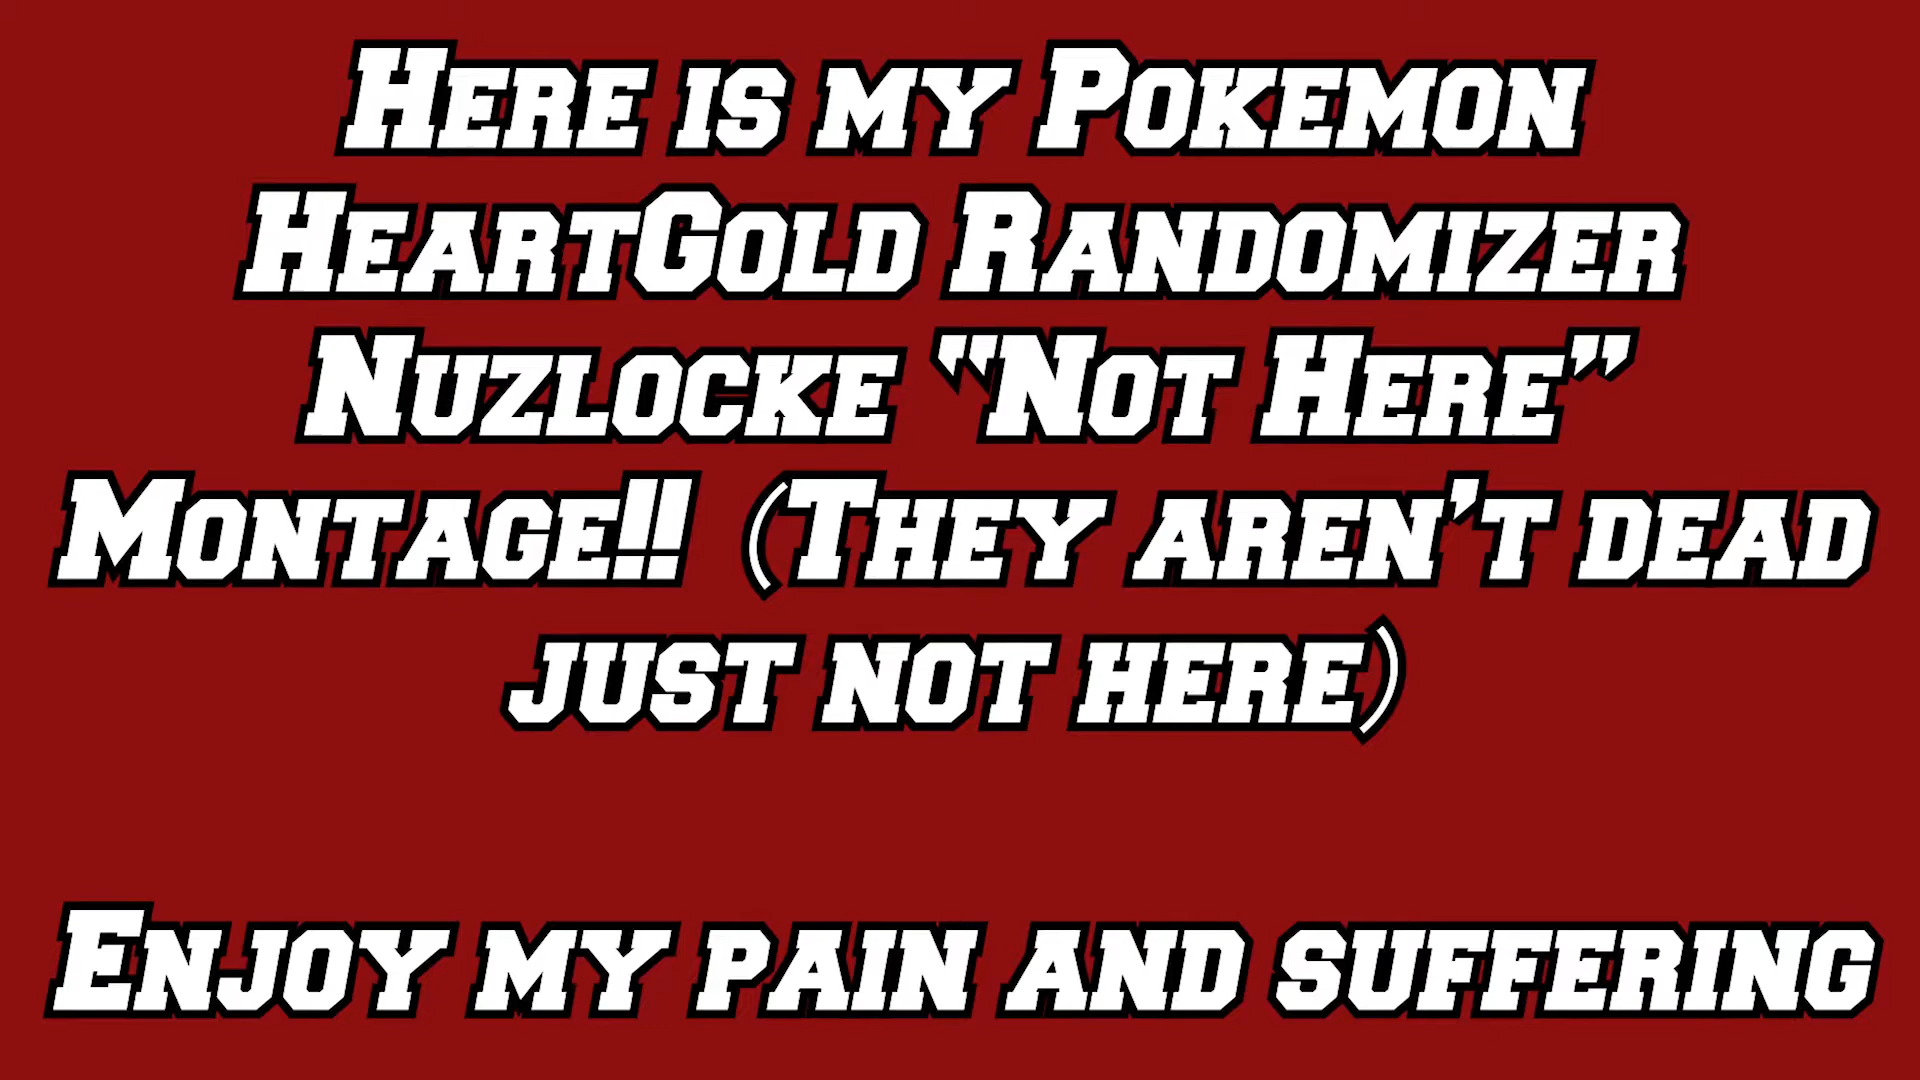 Here is my Pokemon
HeartGold Randomizer
Nuzlocke “Not Here”
Montage!! (They aren’t dead
just not here)
Enjoy my pain and suffering